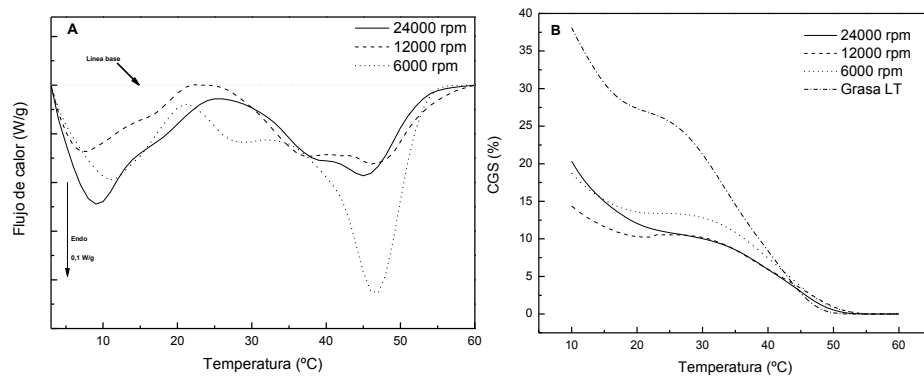 A
24000 rpm
12000 rpm
6000 rpm
Línea base
Flujo de calor (W/g)
Endo
0,1 W/g
10 20 30 40 50 60
Temperatura (ºC)
B
24000 rpm
12000 rpm
6000 rpm
Grasa LT
CGS (%)
40
35
30
25
20
15
10
5
0
10 20 30 40 50 60
Temperatura (ºC)